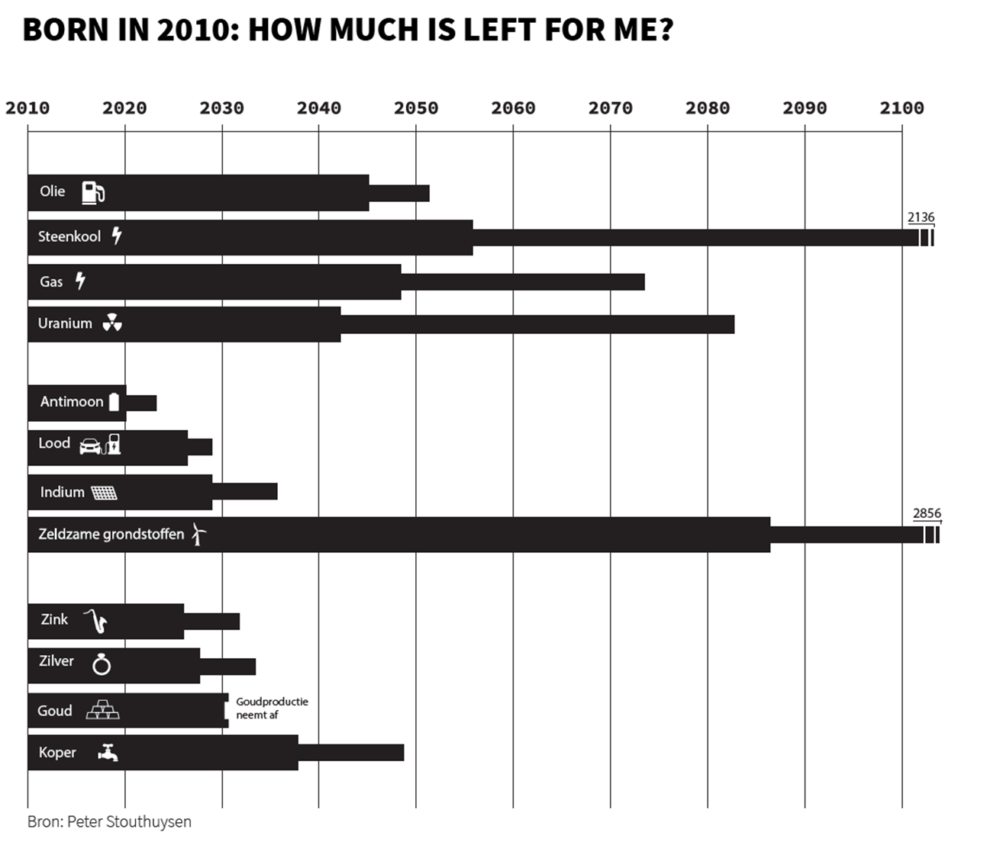 BORN IN 2010: HOW MUCH IS LEFT FOR ME?
2010 2020 2030 2040 2050 2060 2070 2080 2090 2100
Olie
2136
Steenkool
Gas
Uranium
Antimoon
Lood
Indium
2856
Zeldzame grondstoffen
Zink
Zilver
Goudproductie
neemt af
Goud
Koper
Bron: Peter Stouthuysen